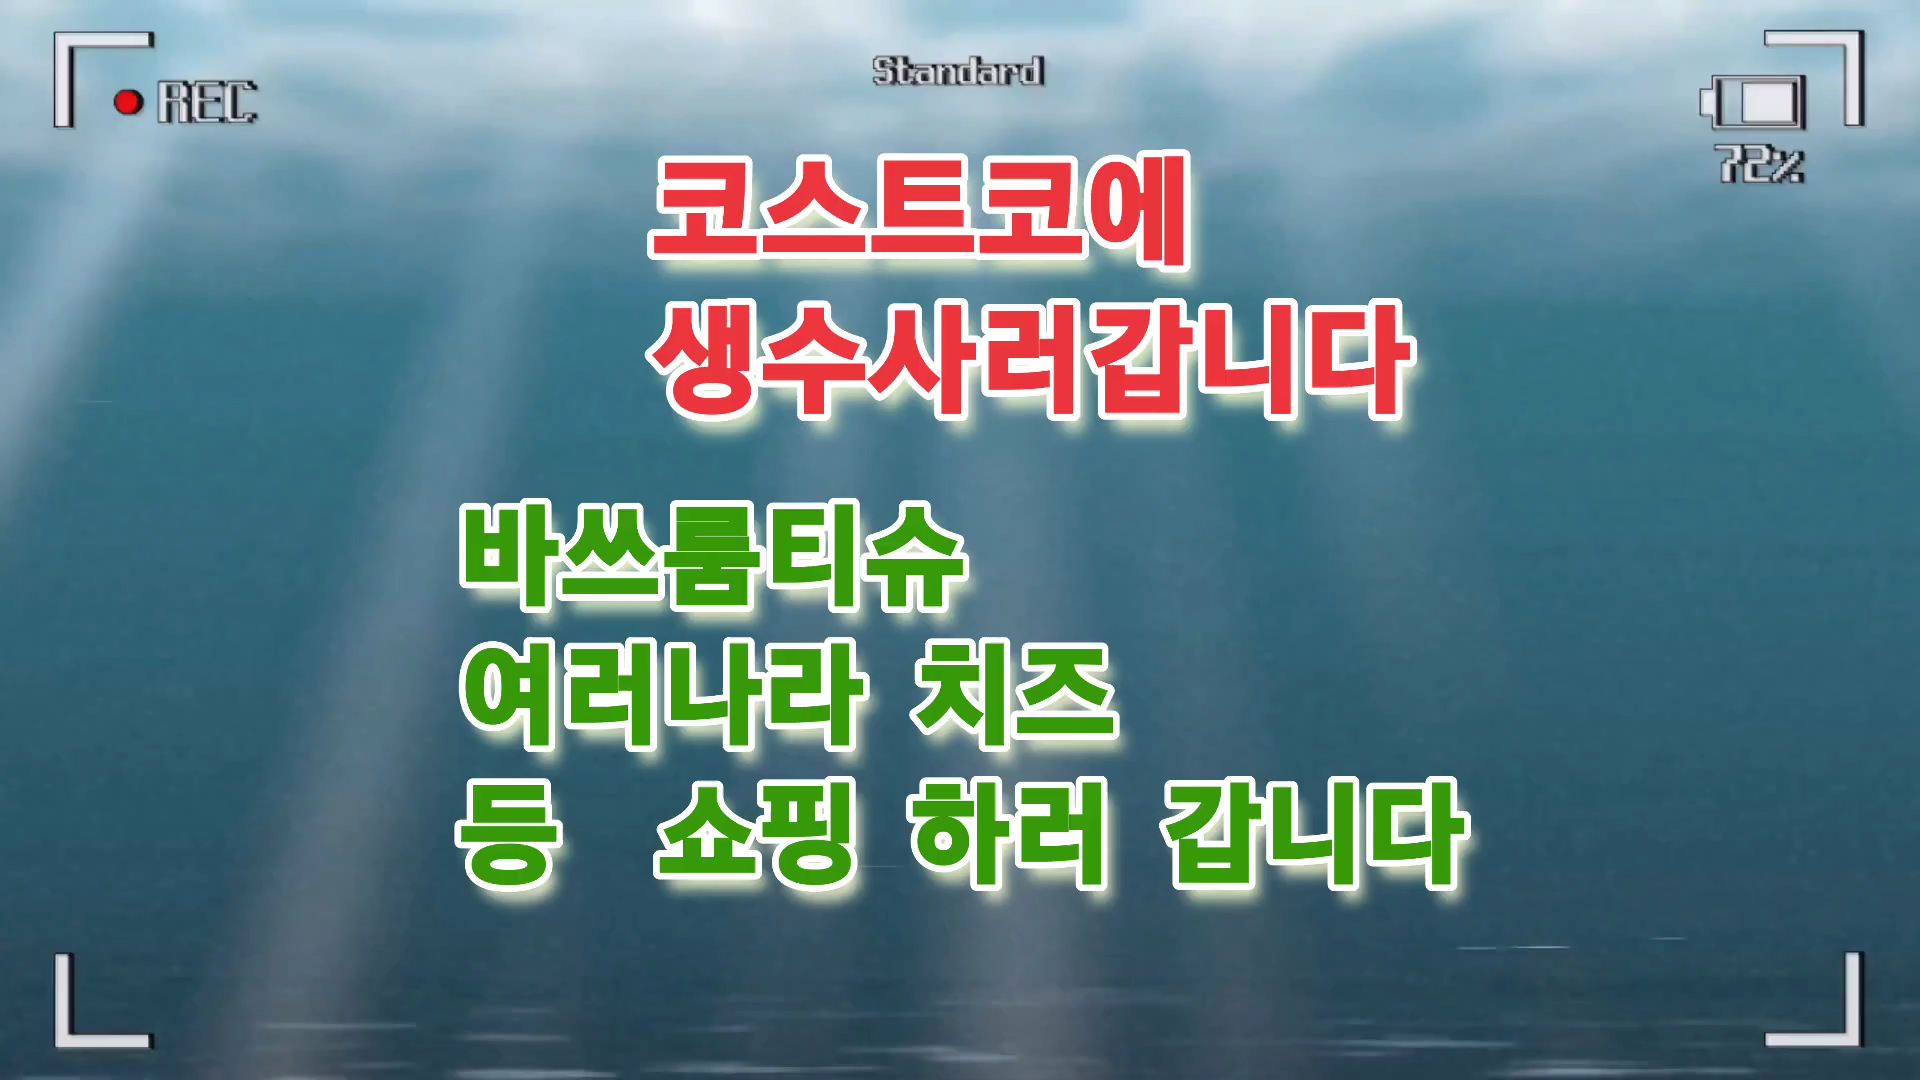 Standard
REC
72%
코스트코에
생수사러갑니다
바쓰룸티슈
여러나라 치즈
등 쇼핑 하러 갑니다